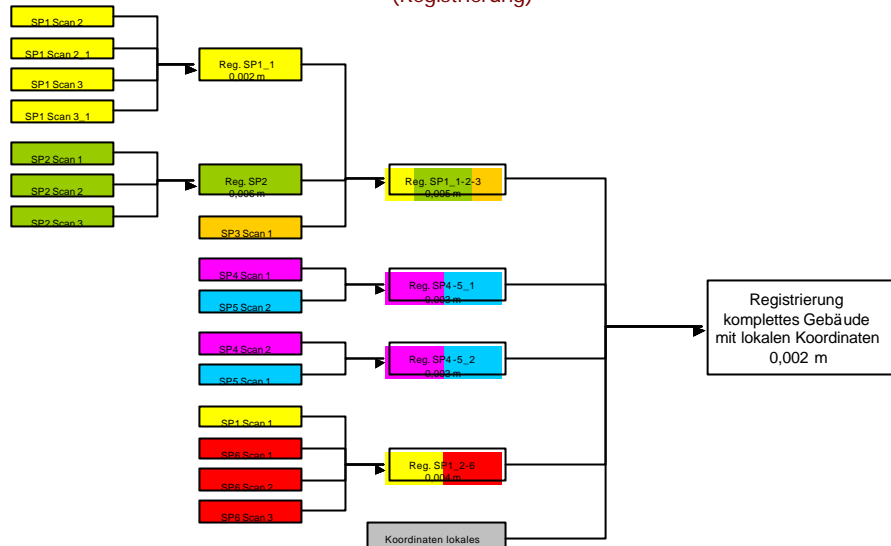 (Registrierung)
SP1 Scan 2
SP1 Scan 2_1
SP1 Scan 3
SP1 Scan 3_1
Reg. SP1_1
0,002 m
SP2 Scan 1
SP2 Scan 2
SP2 Scan 3
Reg. SP2
0,006 m
SP3 Scan 1
Reg. SP1_1-2-3
0,005 m
SP4 Scan 1
SP5 Scan 2
Reg. SP4-5_1
0,003 m
SP4 Scan 2
SP5 Scan 1
Reg. SP4-5_2
0,003 m
SP1 Scan 1
SP6 Scan 1
SP6 Scan 2
SP6 Scan 3
Reg. SP1_2-6
0,004 m
Koordinaten lokales
Registrierung
komplettes Gebäude
mit lokalen Koordinaten
0,002 m